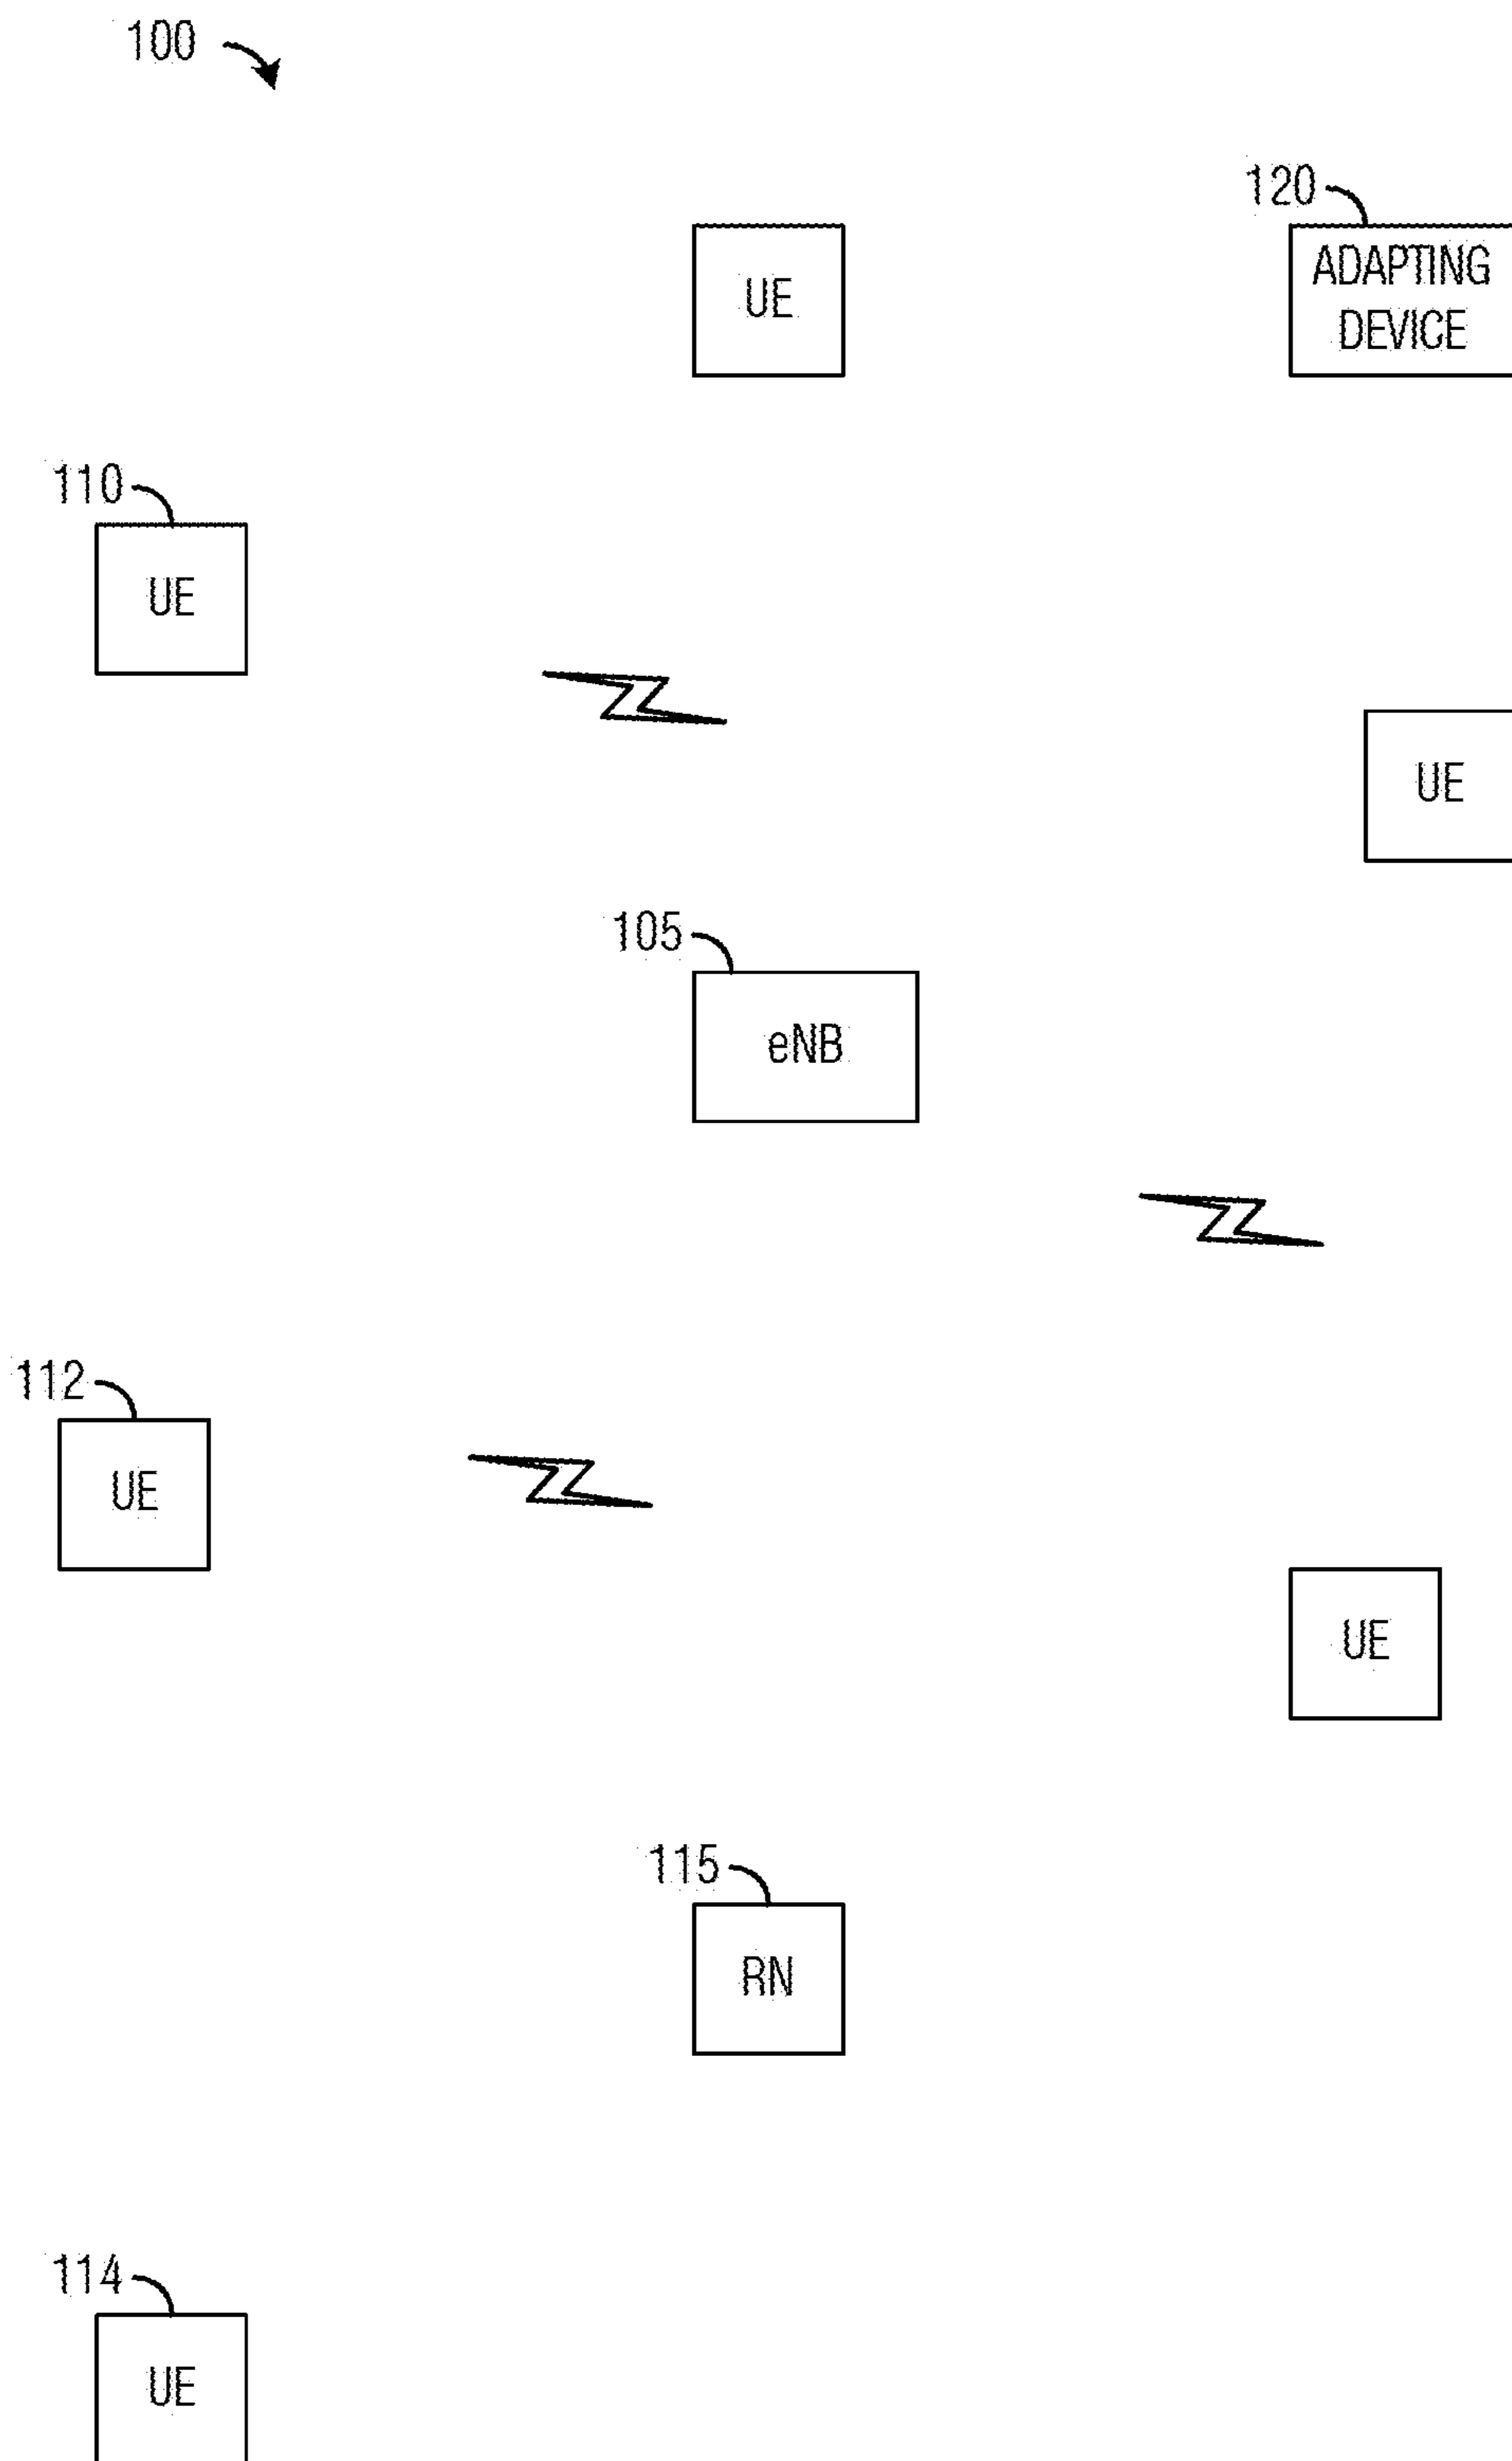 100
120
UE
ADAPTING
DEVICE
110
UE
UE
105
eNB
112
UE
UE
115
RN
114
UE